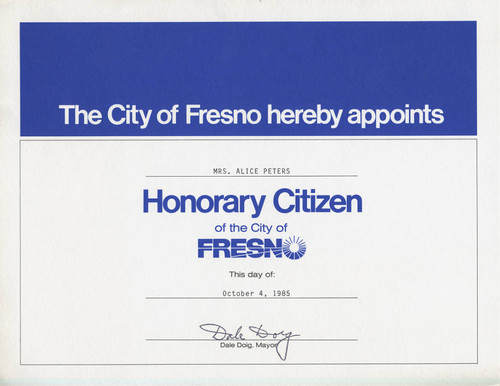 The City of Fresno hereby appoints
MRS. ALICE PETERS
Honorary Citizen
of the City of
FRESNO
This day of:
October 4, 1985
Dale Doig
Dale Doig, Mayor